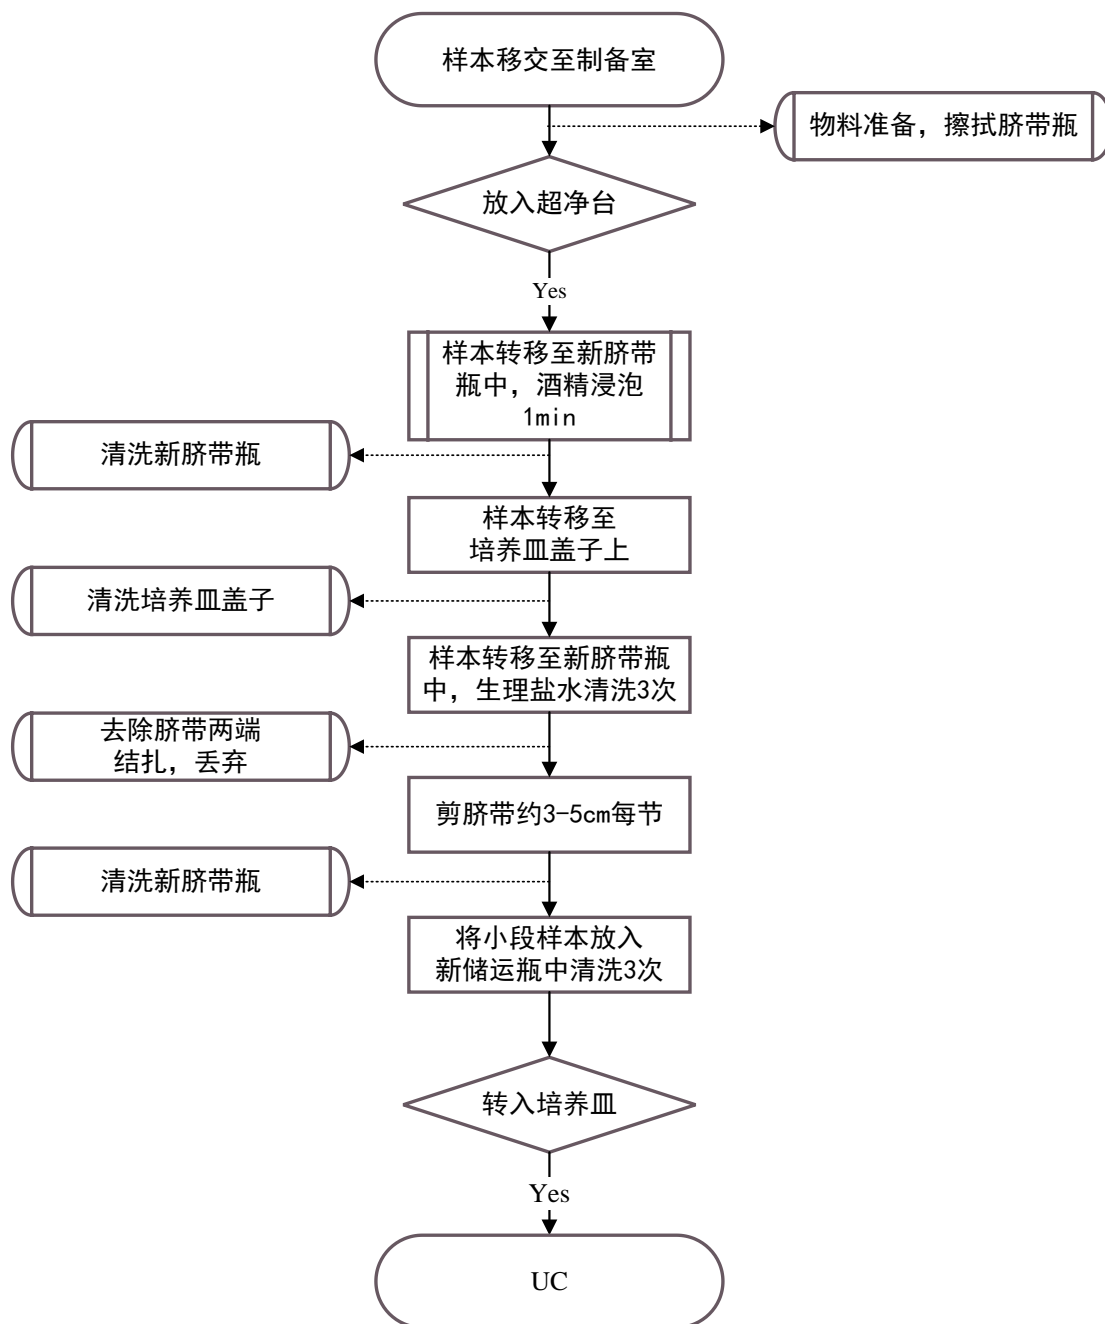 样本移交至制备室
物料准备，擦拭脐带瓶
放入超净台
Yes
样本转移至新脐带
瓶中，酒精浸泡
1min
清洗新脐带瓶
样本转移至
培养皿盖子上
清洗培养皿盖子
样本转移至新脐带瓶
中，生理盐水清洗3次
去除脐带两端
结扎，丢弃
剪脐带约3-5cm每节
清洗新脐带瓶
将小段样本放入
新储运瓶中清洗3次
转入培养皿
Yes
UC